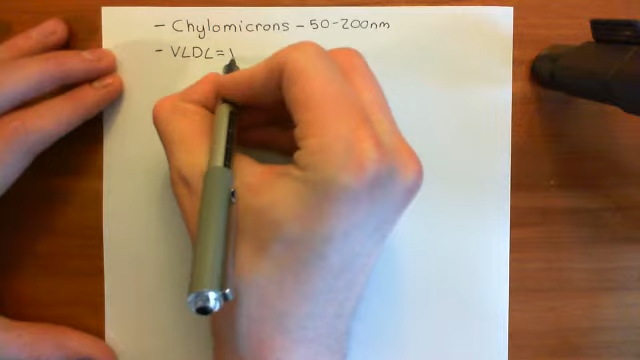 - Chylomicrons - 50-200nm
- VLDL =